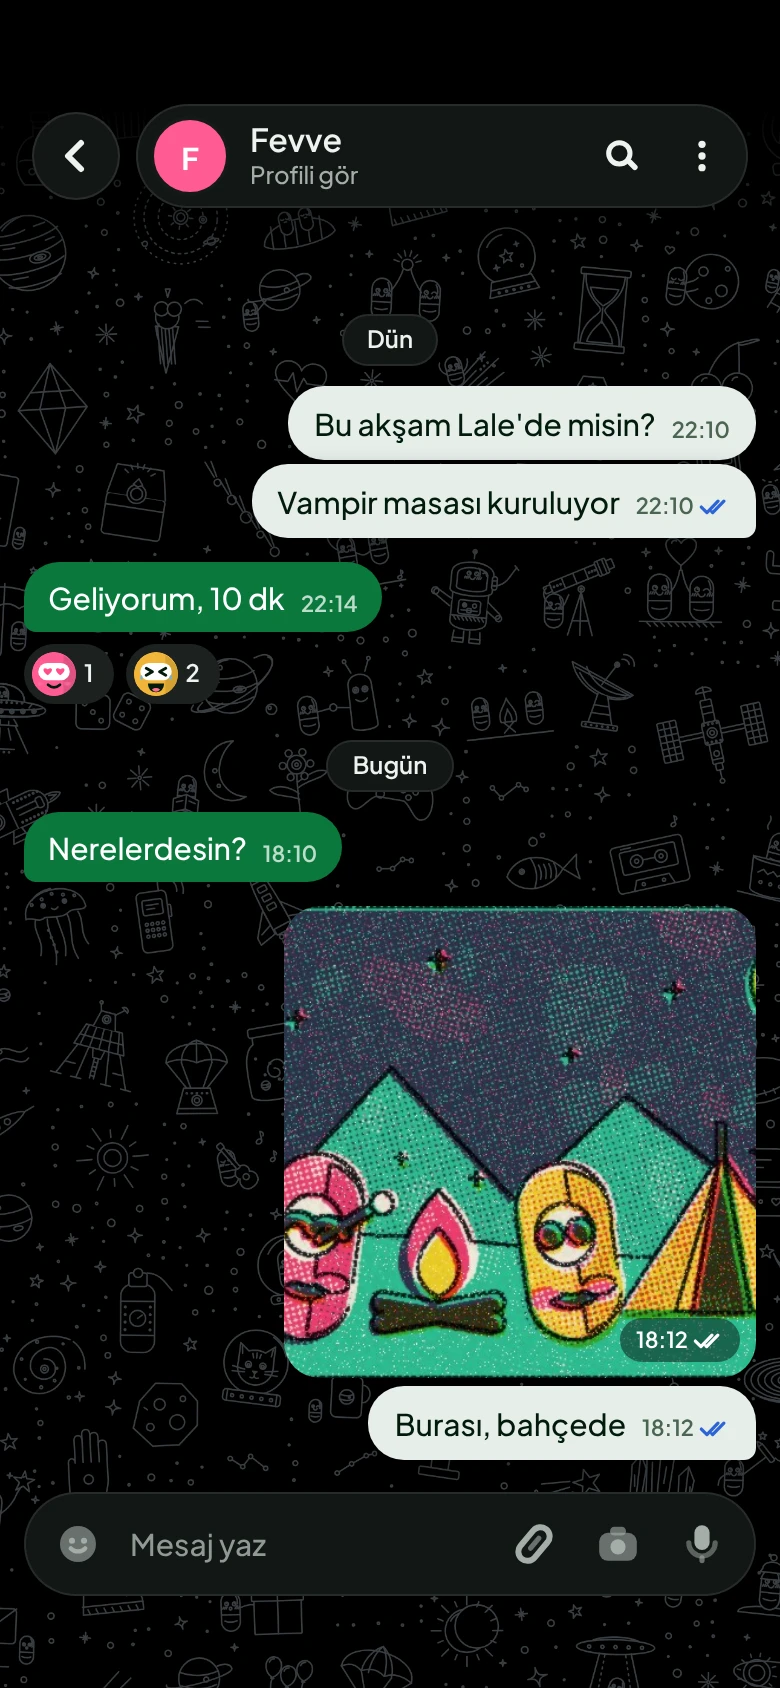 F
Fevve
Profili gör
Dün
Bu akşam Lale'de misin? 22:10
Vampir masası kuruluyor 22:10
Geliyorum, 10 dk 22:14
1 2
Bugün
Nerelerdesin? 18:10
18:12
Burası, bahçede 18:12
Mesaj yaz